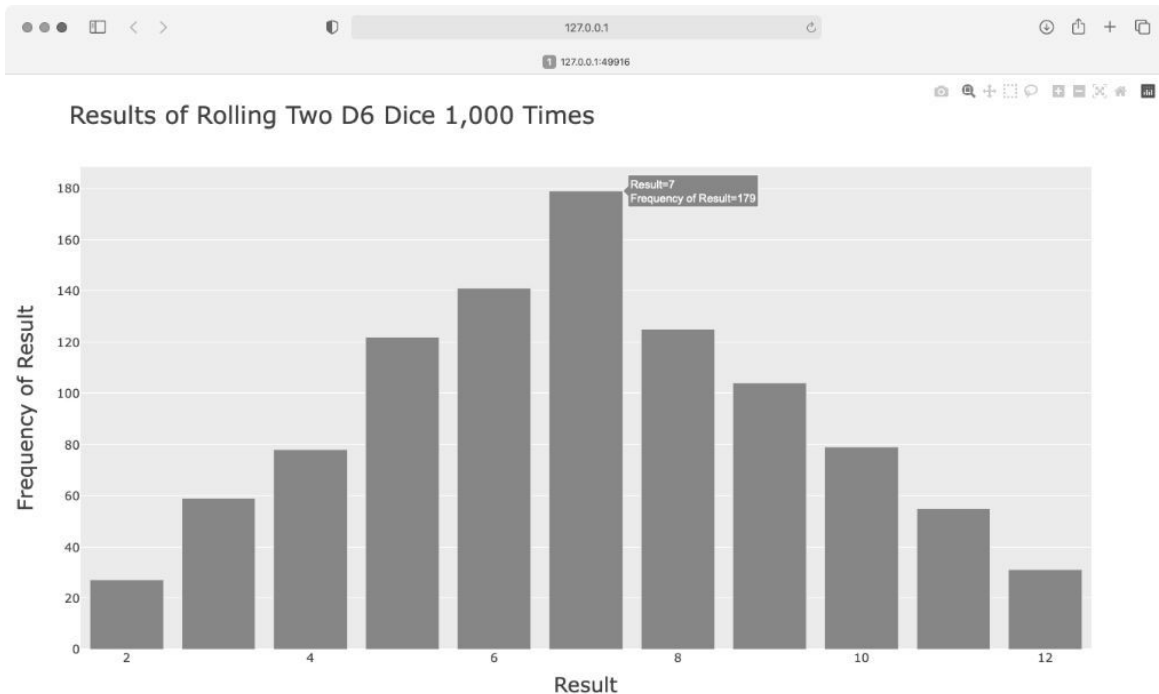 127.0.0.1
1 127.0.0.1:49916
Results of Rolling Two D6 Dice 1,000 Times
Result=7
Frequency of Result=179
180
160
140
120
100
80
60
40
20
0
Frequency of Result
2 4 6 8 10 12
Result